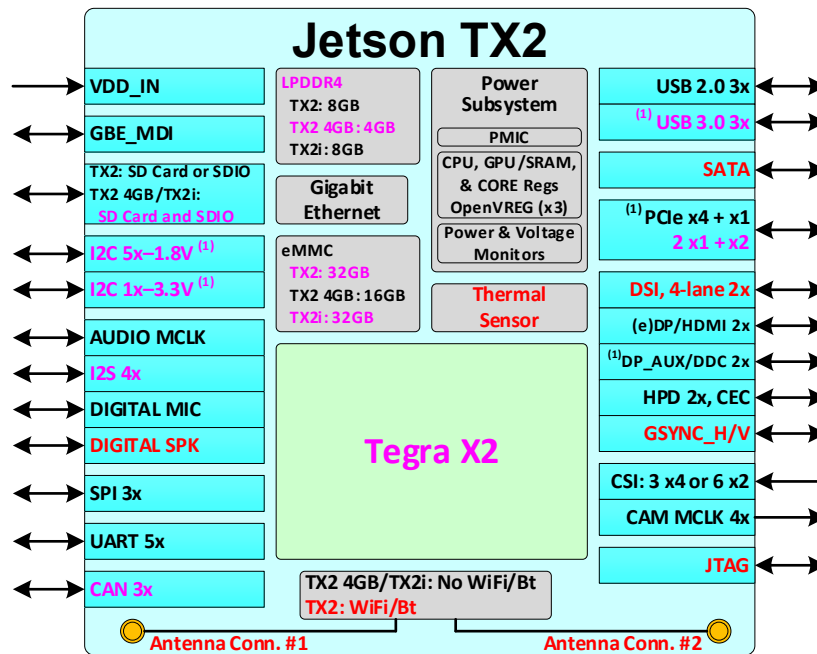 Jetson TX2
VDD_IN
GBE_MDI
TX2: SD Card or SDIO
TX2 4GB/TX2i:
SD Card and SDIO
I2C 5x–1.8V (1)
I2C 1x–3.3V (1)
AUDIO MCLK
I2S 4x
DIGITAL MIC
DIGITAL SPK
SPI 3x
UART 5x
CAN 3x
LPDDR4
TX2: 8GB
TX2 4GB: 4GB
TX2i: 8GB
Gigabit
Ethernet
eMMC
TX2: 32GB
TX2 4GB: 16GB
TX2i: 32GB
Power
Subsystem
PMIC
CPU, GPU/SRAM,
& CORE Regs
OpenVREG (x3)
Power & Voltage
Monitors
Thermal
Sensor
Tegra X2
TX2 4GB/TX2i: No WiFi/Bt
TX2: WiFi/Bt
Antenna Conn. #1
Antenna Conn. #2
USB 2.0 3x
(1) USB 3.0 3x
SATA
(1) PCIe x4 + x1
2 x1 + x2
DSI, 4-lane 2x
(e)DP/HDMI 2x
(1)DP_AUX/DDC 2x
HPD 2x, CEC
GSYNC_H/V
CSI: 3 x4 or 6 x2
CAM MCLK 4x
JTAG